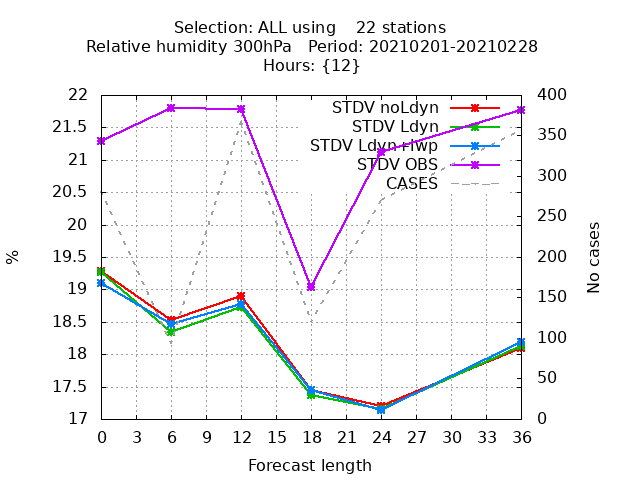 Selection: ALL using    22 stations
Relative humidity 300hPa   Period: 20210201-20210228
Hours: {12}
STDV noLdyn
STDV Ldyn
STDV Ldyn
STDV OBS
CASES
22
21.5
21
20.5
20
19.5
19
18.5
18
17.5
17
%
400
350
300
250
200
150
100
50
0
No cases
0 3 6 9 12 15 18 21 24 27 30 33 36
Forecast length